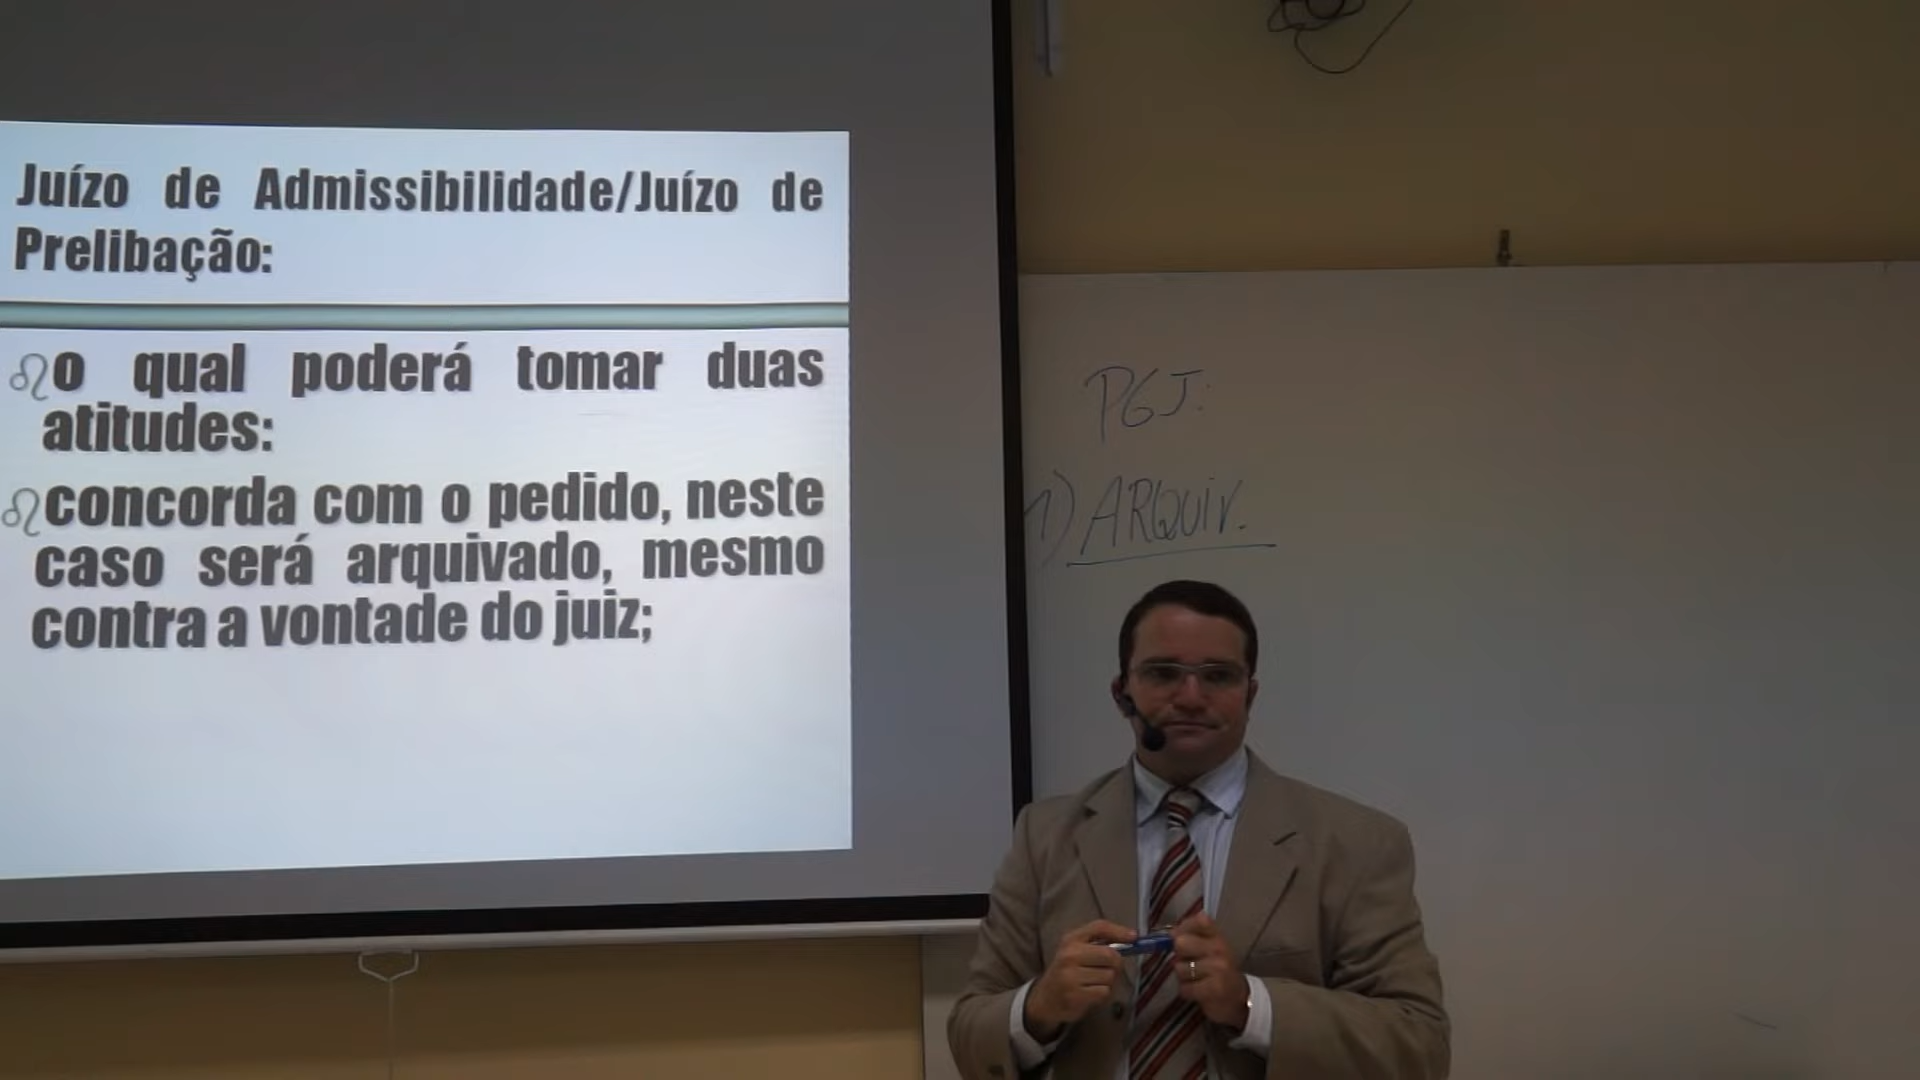 Juízo de Admissibilidade/Juízo de
Prelibação:
o qual poderá tomar duas
atitudes:
concorda com o pedido, neste
caso será arquivado, mesmo
contra a vontade do juiz;
PGJ:
1) ARQUIV.